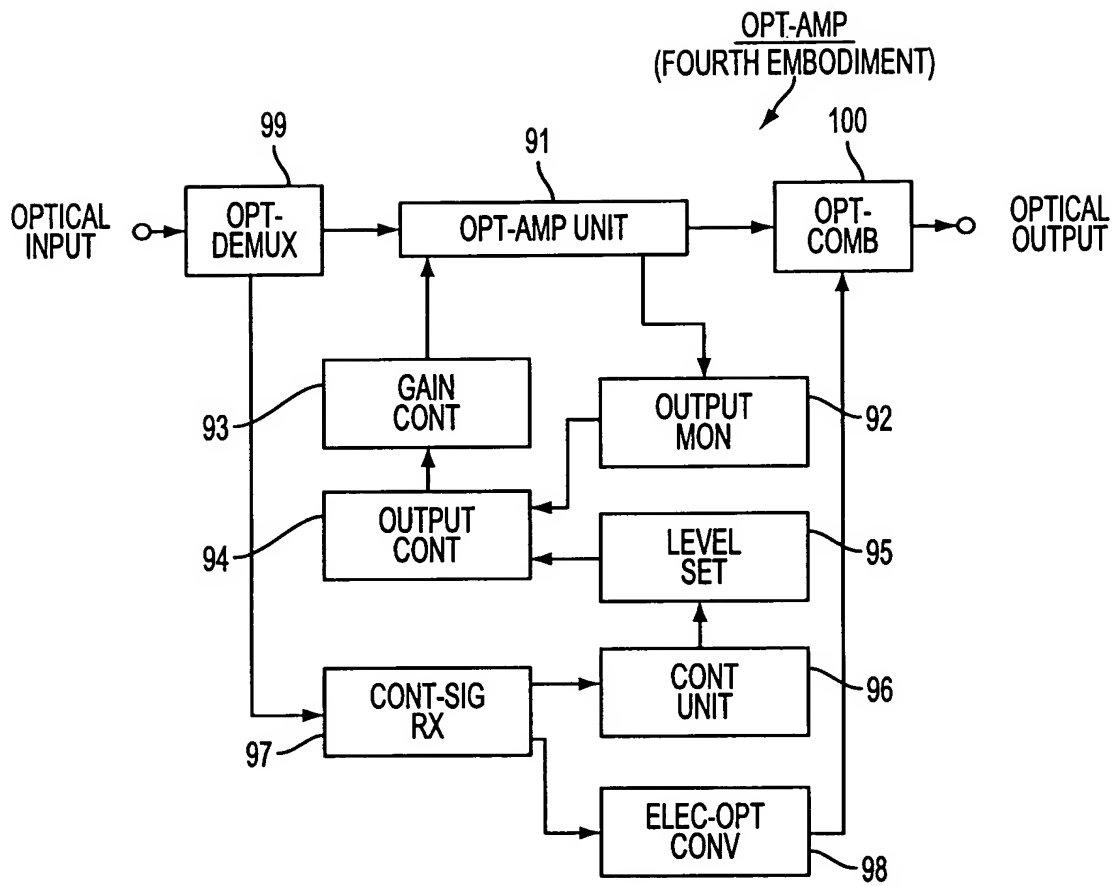 OPT-AMP
(FOURTH EMBODIMENT)
99
91
100
OPTICAL
INPUT
OPT-
DEMUX
OPT-AMP UNIT
OPT-
COMB
OPTICAL
OUTPUT
93
GAIN
CONT
OUTPUT
MON
92
94
OUTPUT
CONT
LEVEL
SET
95
CONT-SIG
RX
97
CONT
UNIT
96
ELEC-OPT
CONV
98